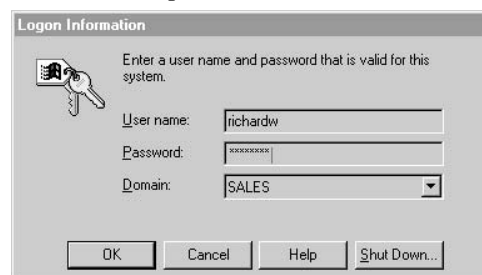 Logon Information
Enter a user name and password that is valid for this
system.
User name: richardw
Password: ********
Domain: SALES
OK Cancel Help Shut Down...